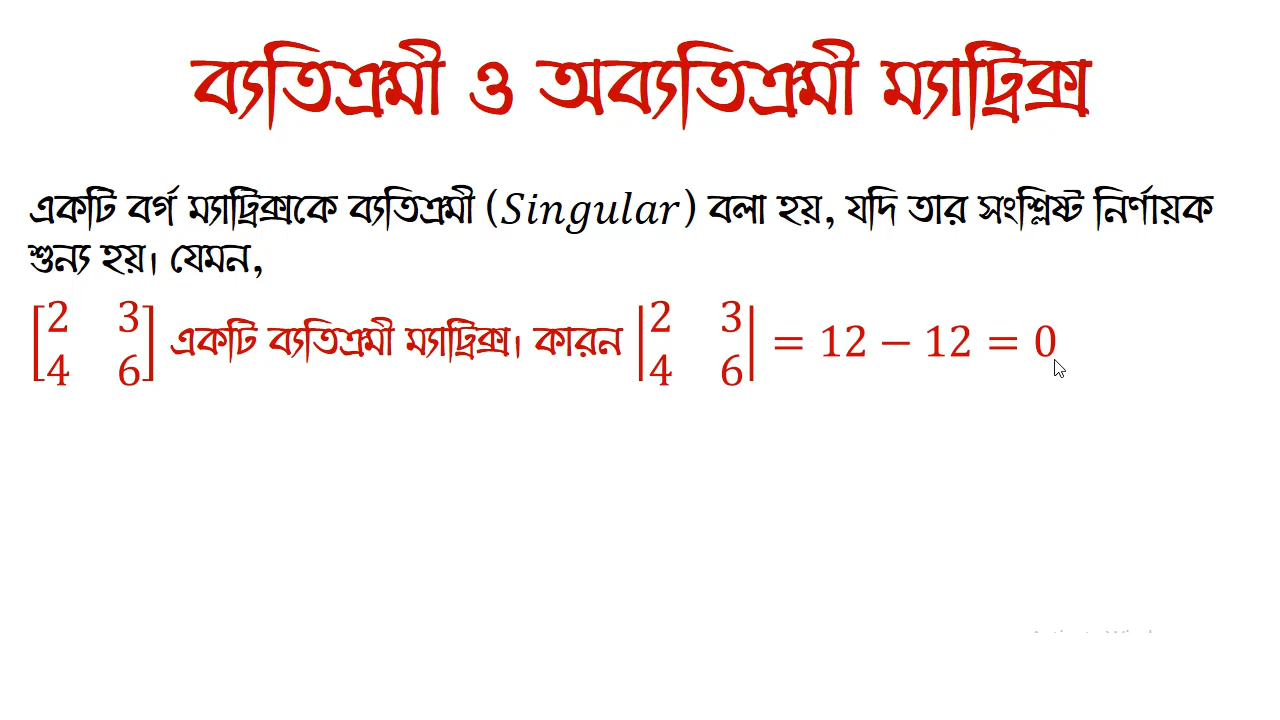 ব্যতিক্রমী ও অব্যতিক্রমী ম্যাট্রিক্স
একটি বর্গ ম্যাট্রিক্সকে ব্যতিক্রমী (Singular) বলা হয়, যদি তার সংশ্লিষ্ট নির্ণায়ক
শুন্য হয়। যেমন,
[2 3
4 6] একটি ব্যতিক্রমী ম্যাট্রিক্স। কারন |2 3
4 6| = 12 − 12 = 0